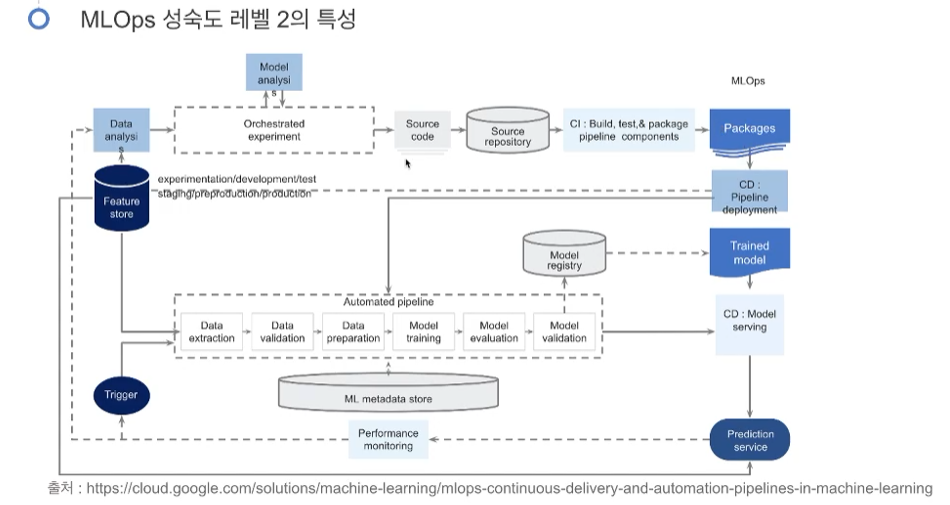 MLOps 성숙도 레벨 2의 특성
Model
analysi
s
MLOps
Data
analysi
s
Orchestrated
experiment
Source
code
Source
repository
CI : Build, test,& package
pipeline components
Packages
experimentation/development/test
staging/preproduction/production
Feature
store
CD :
Pipeline
deployment
Model
registry
Trained
model
Automated pipeline
Data
extraction
Data
validation
Data
preparation
Model
training
Model
evaluation
Model
validation
CD : Model
serving
Trigger
ML metadata store
Performance
monitoring
Prediction
service
출처 : https://cloud.google.com/solutions/machine-learning/mlops-continuous-delivery-and-automation-pipelines-in-machine-learning